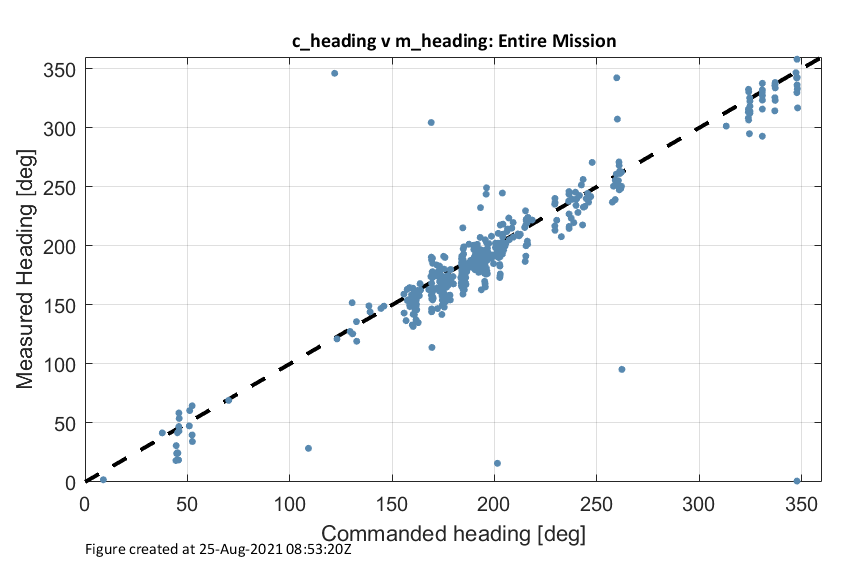 c_heading v m_heading: Entire Mission
350
300
250
200
150
100
50
0
Measured Heading [deg]
0 50 100 150 200 250 300 350
Commanded heading [deg]
Figure created at 25-Aug-2021 08:53:20Z